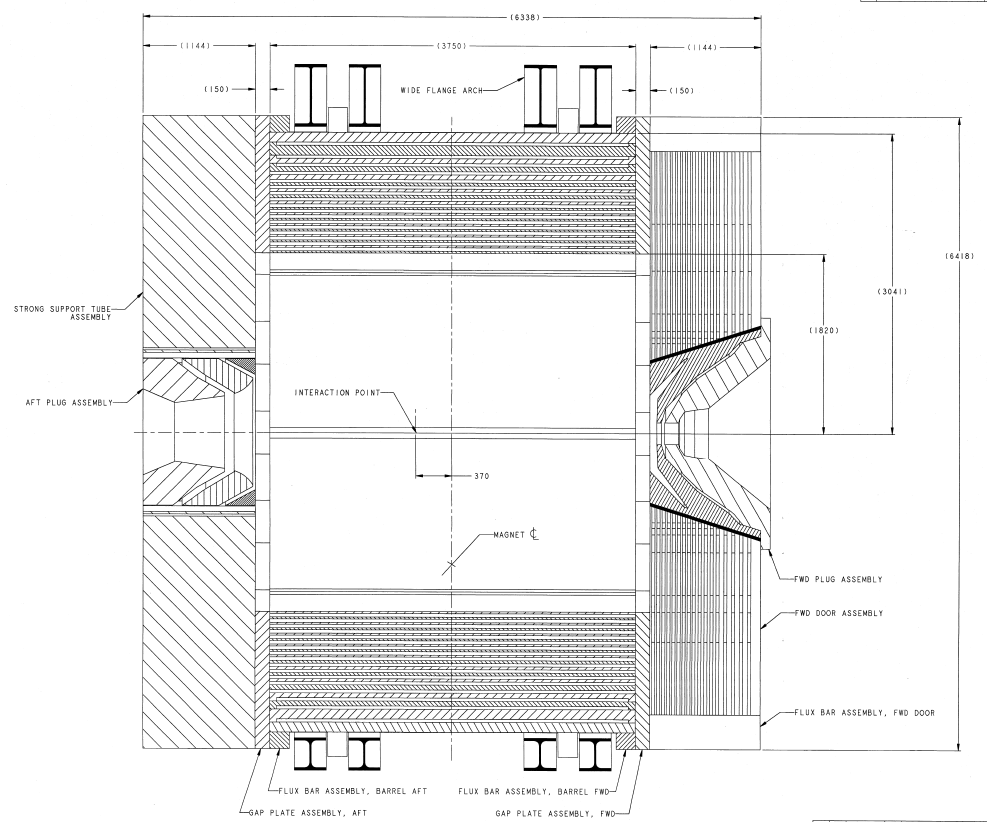 (6338)
(1144)
(3750)
(1144)
(150)
WIDE FLANGE ARCH
(150)
(6418)
(3041)
(1820)
STRONG SUPPORT TUBE
ASSEMBLY
INTERACTION POINT
AFT PLUG ASSEMBLY
370
MAGNET ℄
FWD PLUG ASSEMBLY
FWD DOOR ASSEMBLY
FLUX BAR ASSEMBLY, FWD DOOR
FLUX BAR ASSEMBLY, BARREL AFT
FLUX BAR ASSEMBLY, BARREL FWD
GAP PLATE ASSEMBLY, AFT
GAP PLATE ASSEMBLY, FWD